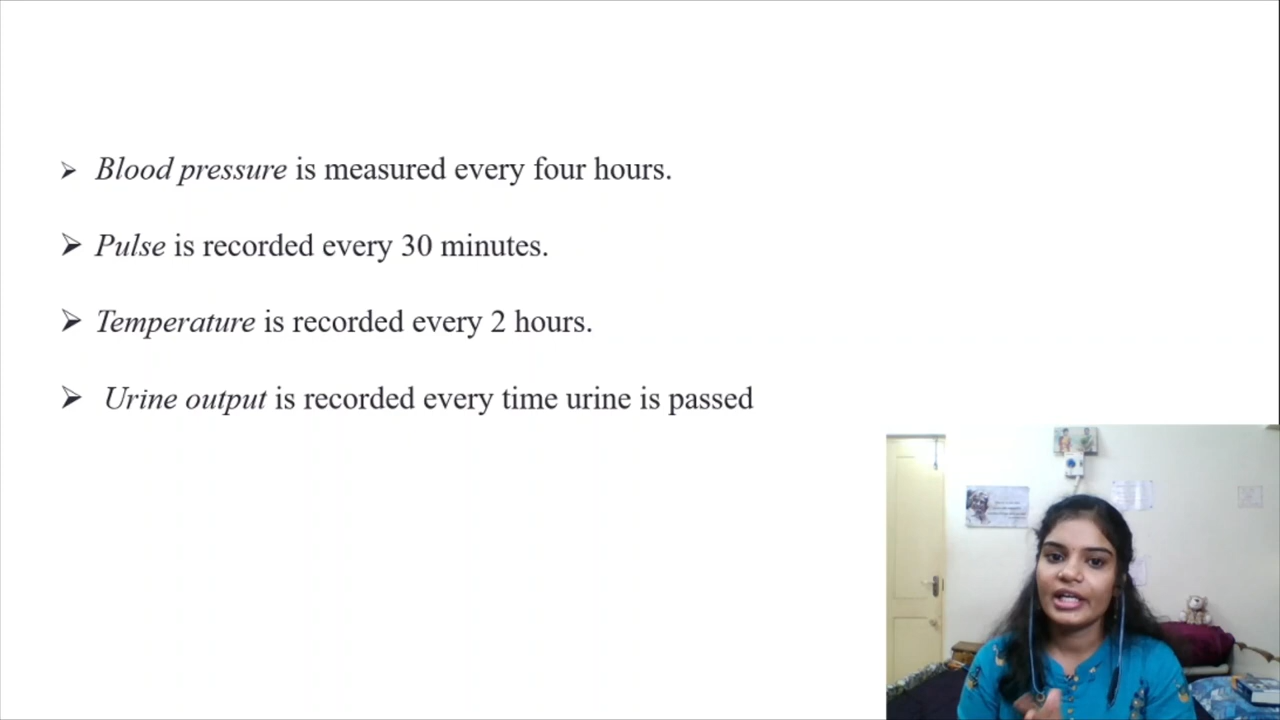 ➢ Blood pressure is measured every four hours.
➢ Pulse is recorded every 30 minutes.
➢ Temperature is recorded every 2 hours.
➢ Urine output is recorded every time urine is passed